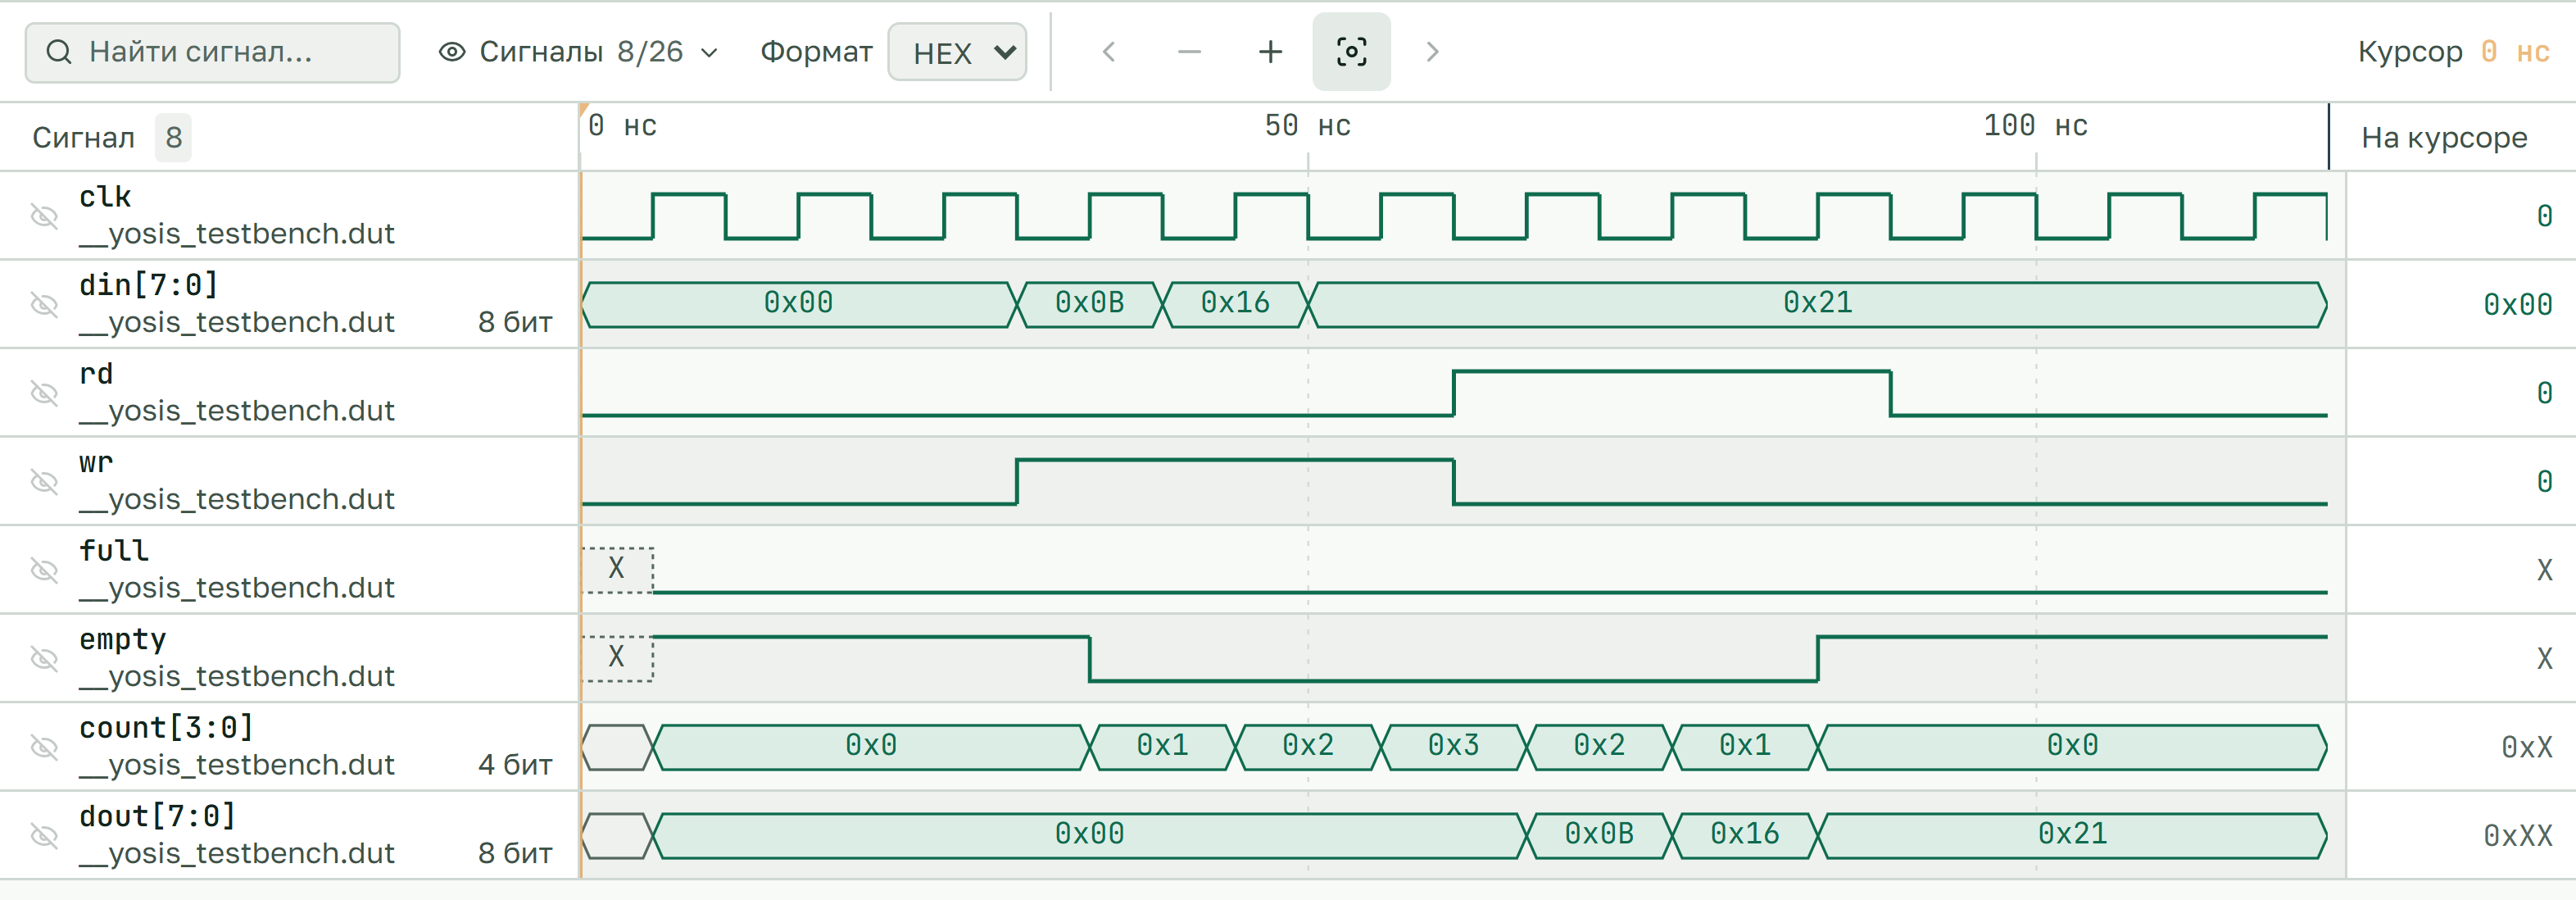 Найти сигнал...
Сигналы 8/26
Формат
HEX
Курсор 0 нс
Сигнал 8
0 нс
50 нс
100 нс
На курсоре
clk
__yosis_testbench.dut
0
din[7:0]
__yosis_testbench.dut
8 бит
0x00
0x0B
0x16
0x21
0x00
rd
__yosis_testbench.dut
0
wr
__yosis_testbench.dut
0
full
__yosis_testbench.dut
X
X
empty
__yosis_testbench.dut
X
X
count[3:0]
__yosis_testbench.dut
4 бит
0x0
0x1
0x2
0x3
0x2
0x1
0x0
0xX
dout[7:0]
__yosis_testbench.dut
8 бит
0x00
0x0B
0x16
0x21
0xXX